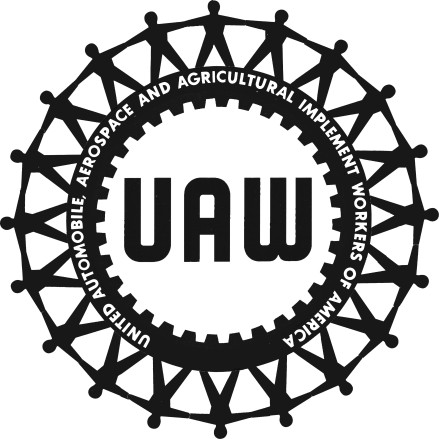 UNITED AUTOMOBILE, AEROSPACE AND AGRICULTURAL IMPLEMENT WORKERS OF AMERICA
UAW